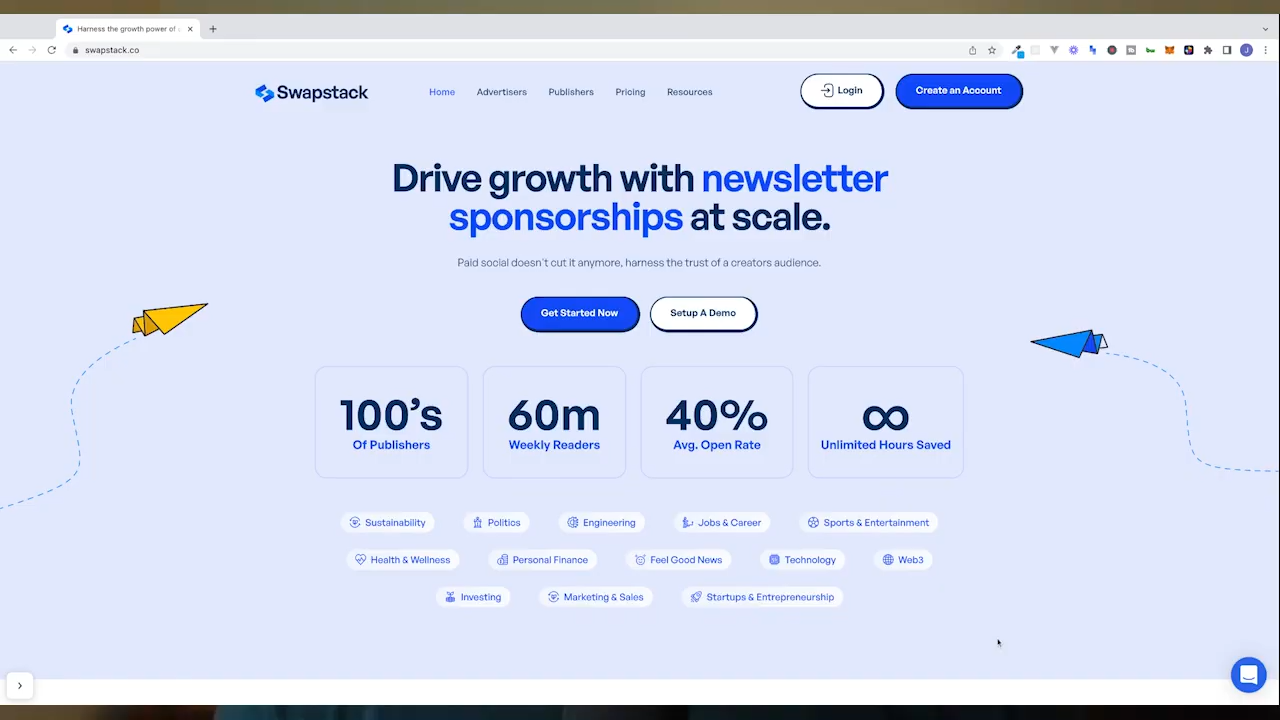 Harness the growth power of
swapstack.co
J
Swapstack
Home
Advertisers
Publishers
Pricing
Resources
Login
Create an Account
Drive growth with newsletter
sponsorships at scale.
Paid social doesn't cut it anymore, harness the trust of a creators audience.
Get Started Now
Setup A Demo
100's
Of Publishers
60m
Weekly Readers
40%
Avg. Open Rate
∞
Unlimited Hours Saved
Sustainability
Politics
Engineering
Jobs & Career
Sports & Entertainment
Health & Wellness
Personal Finance
Feel Good News
Technology
Web3
Investing
Marketing & Sales
Startups & Entrepreneurship